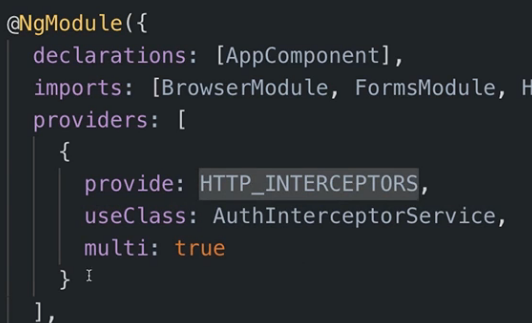 @NgModule({
declarations: [AppComponent],
imports: [BrowserModule, FormsModule, H
providers: [
{
provide: HTTP_INTERCEPTORS,
useClass: AuthInterceptorService,
multi: true
}
],